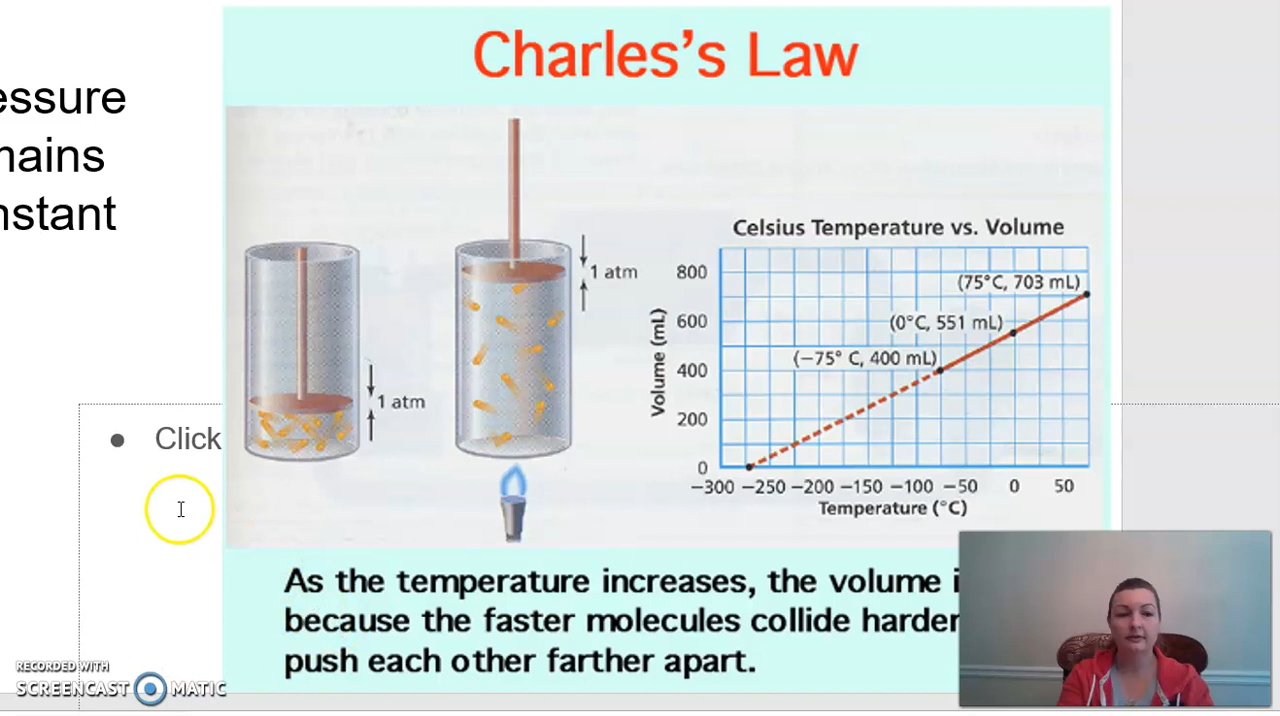 Charles's Law
essure
mains
nstant
Click
1 atm
1 atm
Celsius Temperature vs. Volume
Volume (mL)
800
600
400
200
0
(75°C, 703 mL)
(0°C, 551 mL)
(−75° C, 400 mL)
−300 −250 −200 −150 −100 −50 0 50
Temperature (°C)
As the temperature increases, the volume i
because the faster molecules collide harder
push each other farther apart.
RECORDED WITH
SCREENCAST MATIC